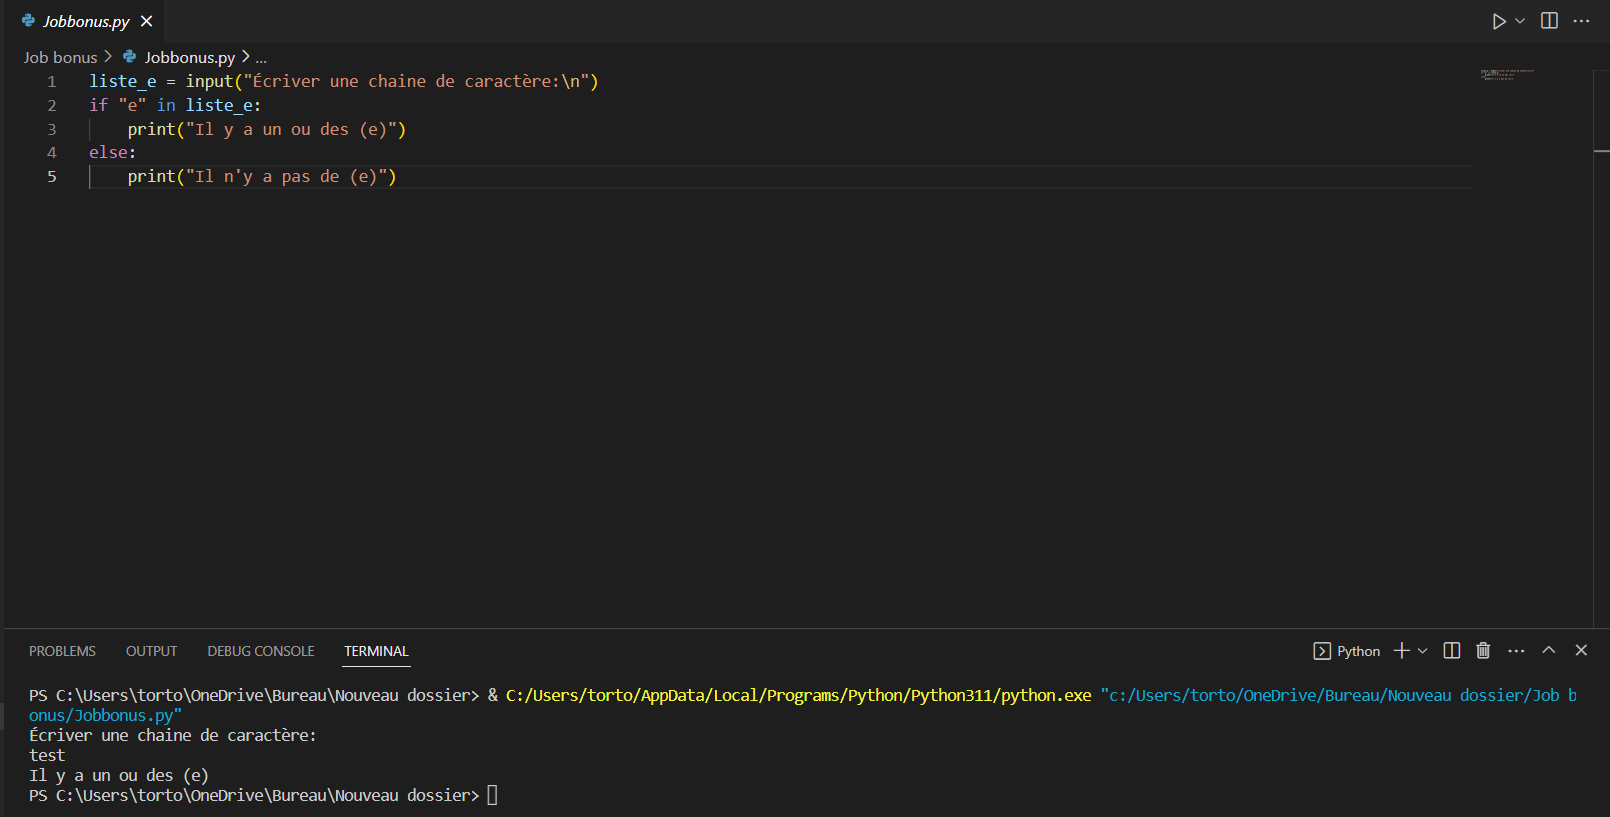 Jobbonus.py
Job bonus > Jobbonus.py > ...
1 liste_e = input("Écriver une chaine de caractère:\n")
2 if "e" in liste_e:
3     print("Il y a un ou des (e)")
4 else:
5     print("Il n'y a pas de (e)")
PROBLEMS OUTPUT DEBUG CONSOLE TERMINAL Python
PS C:\Users\torto\OneDrive\Bureau\Nouveau dossier> & C:/Users/torto/AppData/Local/Programs/Python/Python311/python.exe "c:/Users/torto/OneDrive/Bureau/Nouveau dossier/Job b
onus/Jobbonus.py"
Écriver une chaine de caractère:
test
Il y a un ou des (e)
PS C:\Users\torto\OneDrive\Bureau\Nouveau dossier>